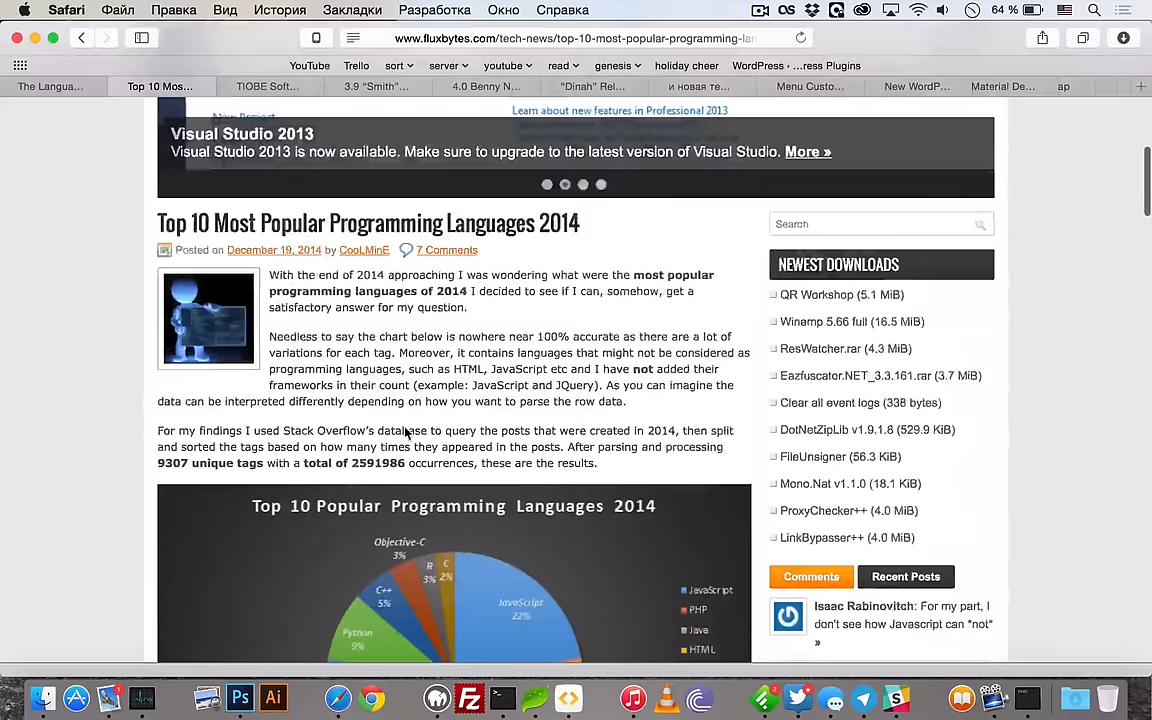 Safari Файл Правка Вид История Закладки Разработка Окно Справка 64 %
www.fluxbytes.com/tech-news/top-10-most-popular-programming-lar
YouTube Trello sort server youtube read genesis holiday cheer WordPress › …ress Plugins
The Langua… Top 10 Mos… TIOBE Soft… 3.9 “Smith”… 4.0 Benny N… “Dinah” Rel… и новая те… Menu Custo… New WordP… Material De… ap
Learn about new features in Professional 2013
Visual Studio 2013
Visual Studio 2013 is now available. Make sure to upgrade to the latest version of Visual Studio. More »
Top 10 Most Popular Programming Languages 2014
Posted on December 19, 2014 by CooLMinE 7 Comments
With the end of 2014 approaching I was wondering what were the most popular
programming languages of 2014 I decided to see if I can, somehow, get a
satisfactory answer for my question.
Needless to say the chart below is nowhere near 100% accurate as there are a lot of
variations for each tag. Moreover, it contains languages that might not be considered as
programming languages, such as HTML, JavaScript etc and I have not added their
frameworks in their count (example: JavaScript and JQuery). As you can imagine the
data can be interpreted differently depending on how you want to parse the row data.
For my findings I used Stack Overflow’s database to query the posts that were created in 2014, then split
and sorted the tags based on how many times they appeared in the posts. After parsing and processing
9307 unique tags with a total of 2591986 occurrences, these are the results.
Top 10 Popular Programming Languages 2014
Objective-C
3%
R
3%
C
2%
C++
5%
JavaScript
22%
Python
9%
JavaScript
PHP
Java
HTML
Search
NEWEST DOWNLOADS
QR Workshop (5.1 MiB)
Winamp 5.66 full (16.5 MiB)
ResWatcher.rar (4.3 MiB)
Eazfuscator.NET_3.3.161.rar (3.7 MiB)
Clear all event logs (338 bytes)
DotNetZipLib v1.9.1.8 (529.9 KiB)
FileUnsigner (56.3 KiB)
Mono.Nat v1.1.0 (18.1 KiB)
ProxyChecker++ (4.0 MiB)
LinkBypasser++ (4.0 MiB)
Comments Recent Posts
Isaac Rabinovitch: For my part, I
don't see how Javascript can *not*
»
Ps Ai Fz